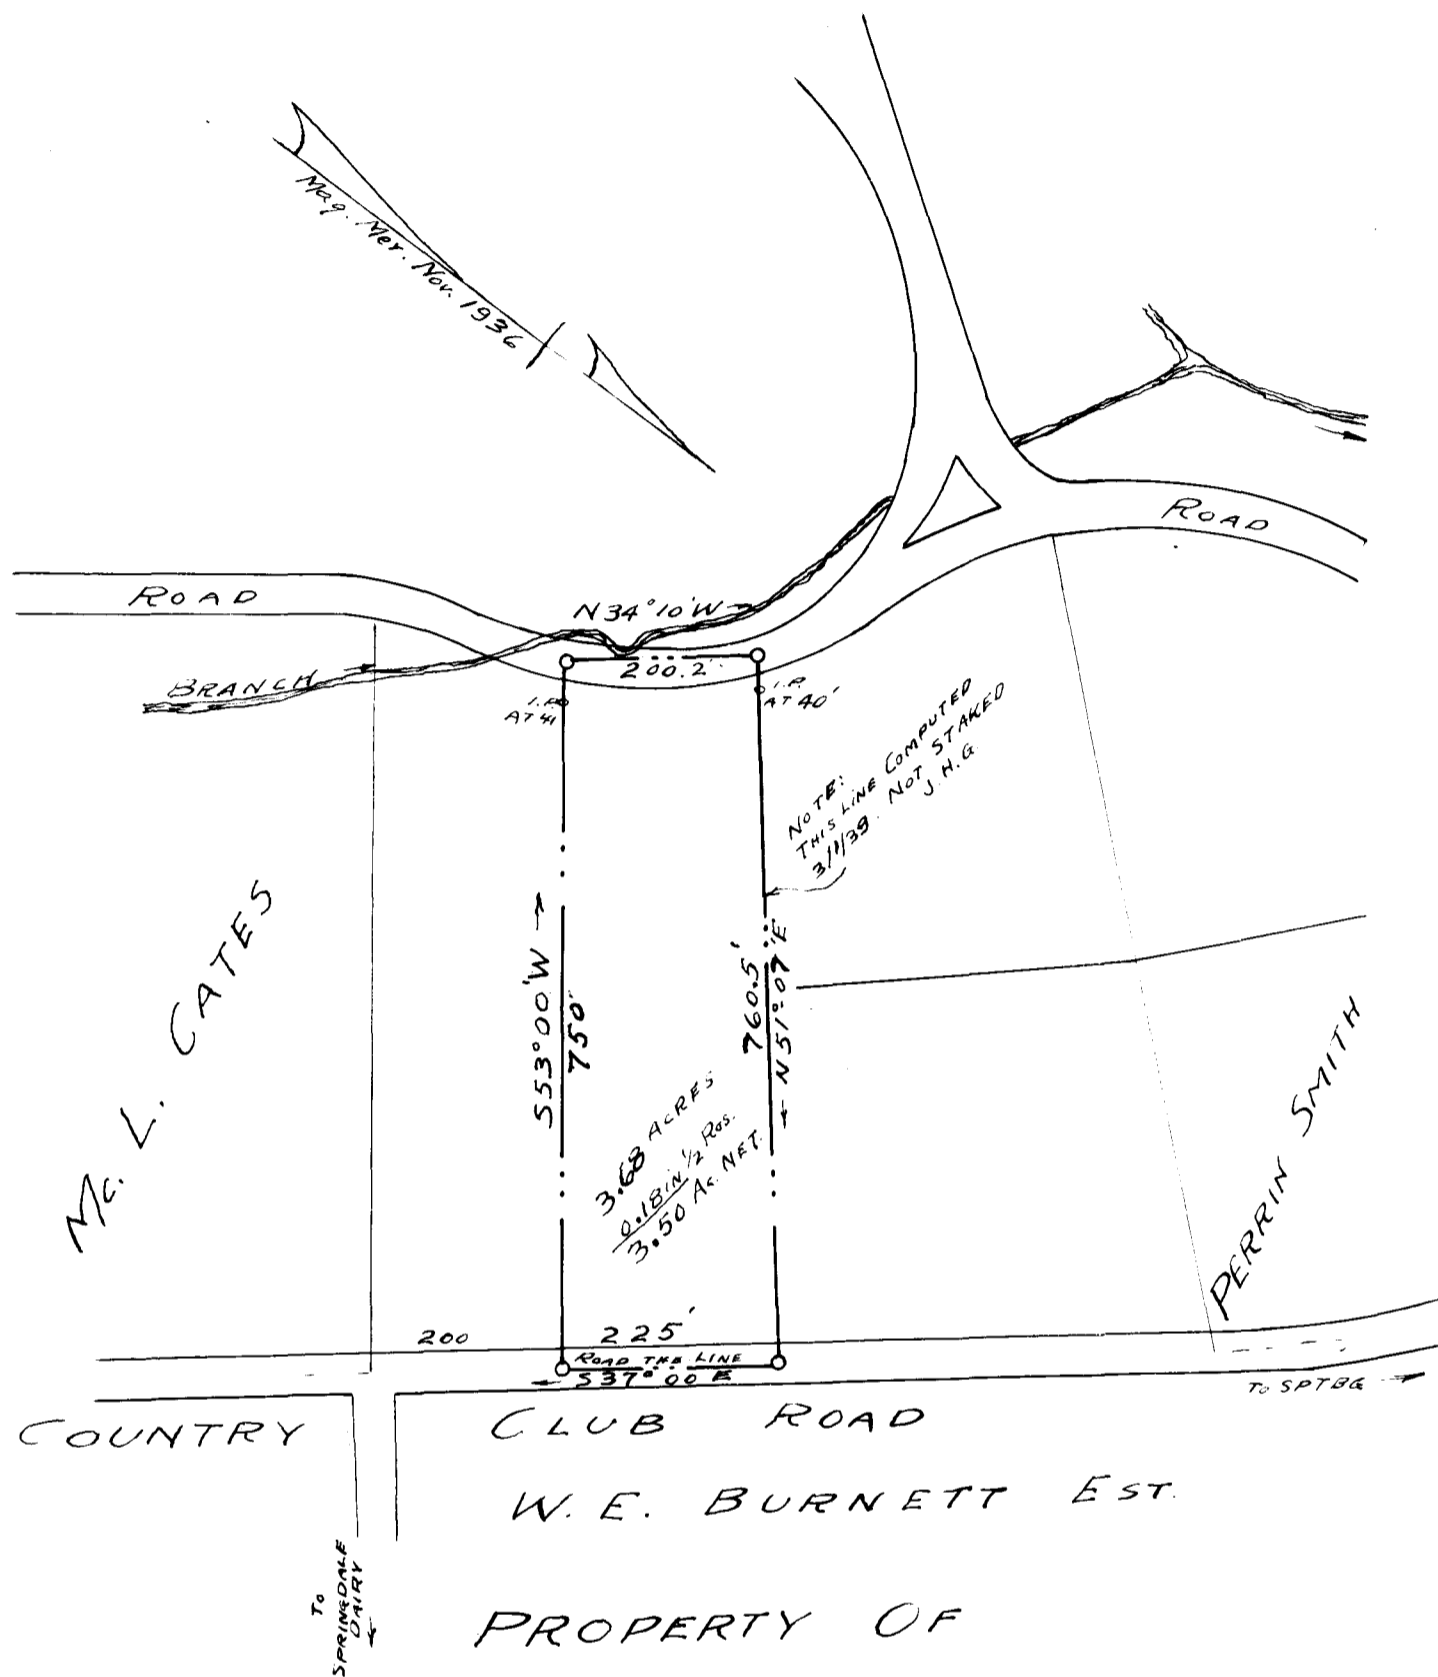 Mag. Mer. Nov. 1936
ROAD
ROAD
N34°10'W
200.2'
BRANCH
I.P.
AT 41
I.P.
AT 40'
NOTE:
THIS LINE COMPUTED
3/11/39. NOT STAKED
J.H.G.
Mc. L. CATES
S53°00'W
750'
760.5'
N51°07'E
3.68 ACRES
0.18 IN 1/2 RDS.
3.50 AC. NET.
PERRIN SMITH
200
225'
ROAD THE LINE
S37°00 E
TO SPTBG
COUNTRY CLUB ROAD
W. E. BURNETT EST.
TO
SPRINGDALE
DAIRY
PROPERTY OF